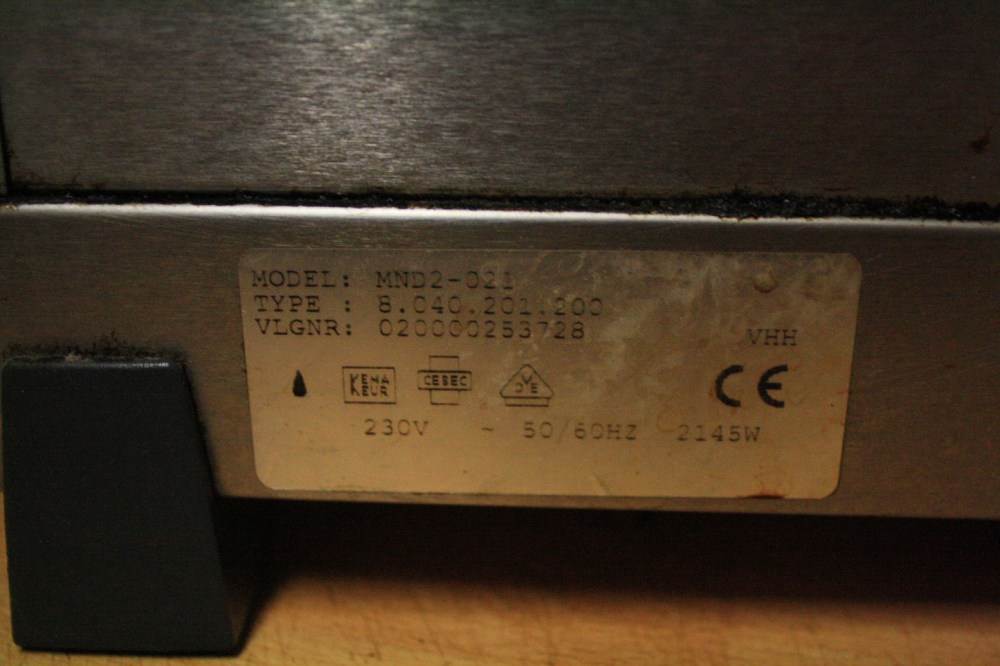 MODEL: MND2-021
TYPE : 8.040.201.200
VLGNR: 020000253728
VHH
KEMA KEUR
CEBEC
VDE
CE
230V ~ 50/60HZ 2145W